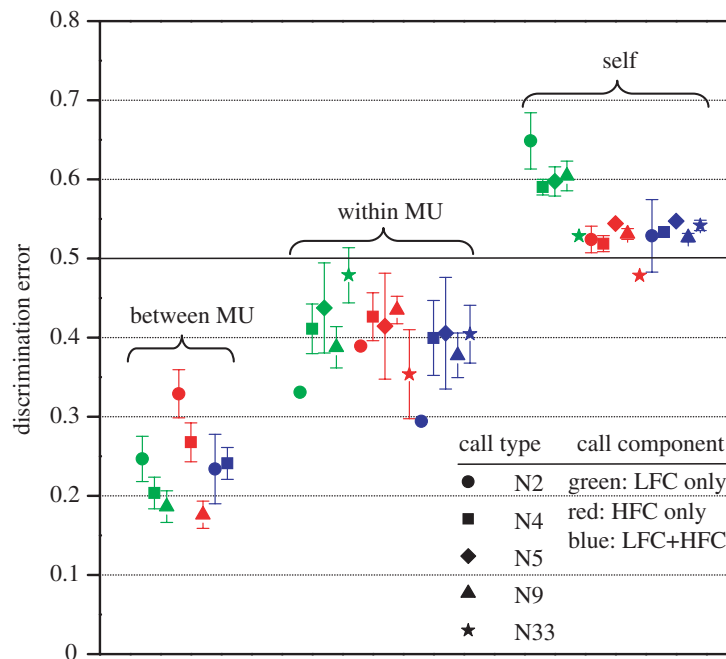 discrimination error
0.8
0.7
0.6
0.5
0.4
0.3
0.2
0.1
0
between MU
within MU
self
call type call component
N2 green: LFC only
N4 red: HFC only
blue: LFC+HFC
N5
N9
N33